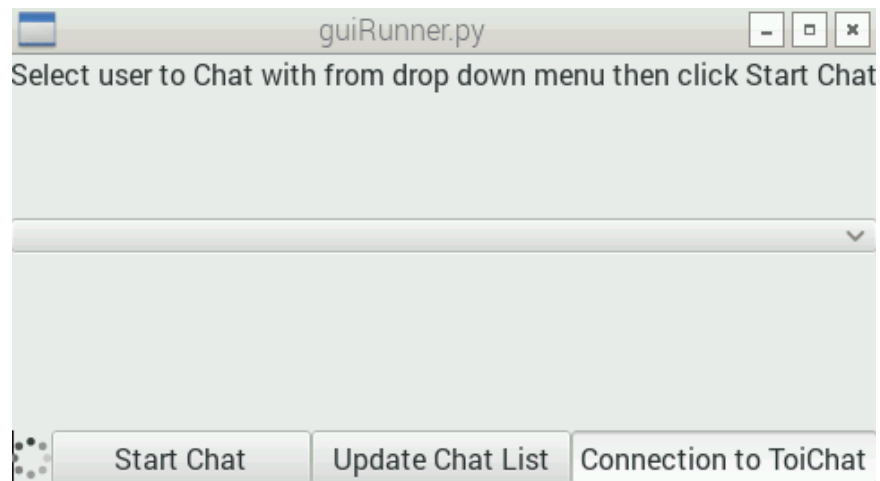 guiRunner.py
Select user to Chat with from drop down menu then click Start Chat
Start Chat
Update Chat List
Connection to ToiChat